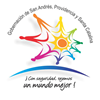 Gobernación de San Andrés, Providencia y Santa Catalina
¡ Con seguridad, tejemos
un mundo mejor !